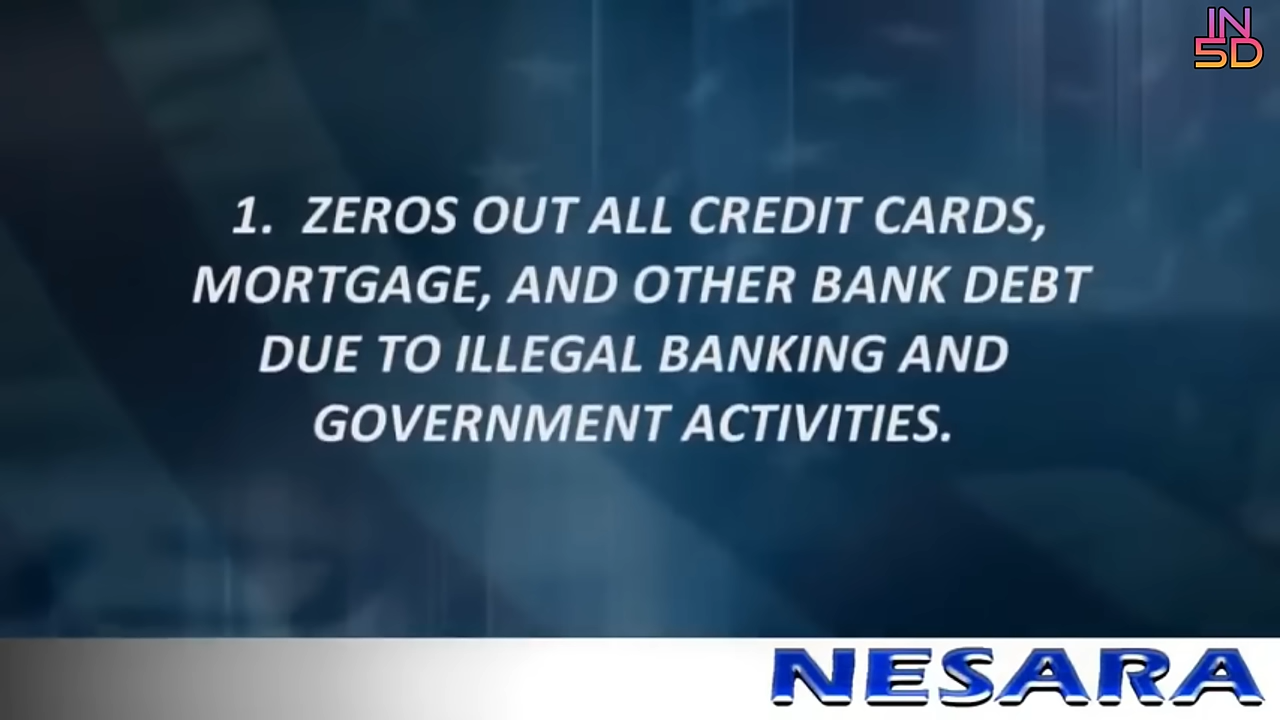 IN
5D
1. ZEROS OUT ALL CREDIT CARDS,
MORTGAGE, AND OTHER BANK DEBT
DUE TO ILLEGAL BANKING AND
GOVERNMENT ACTIVITIES.
NESARA